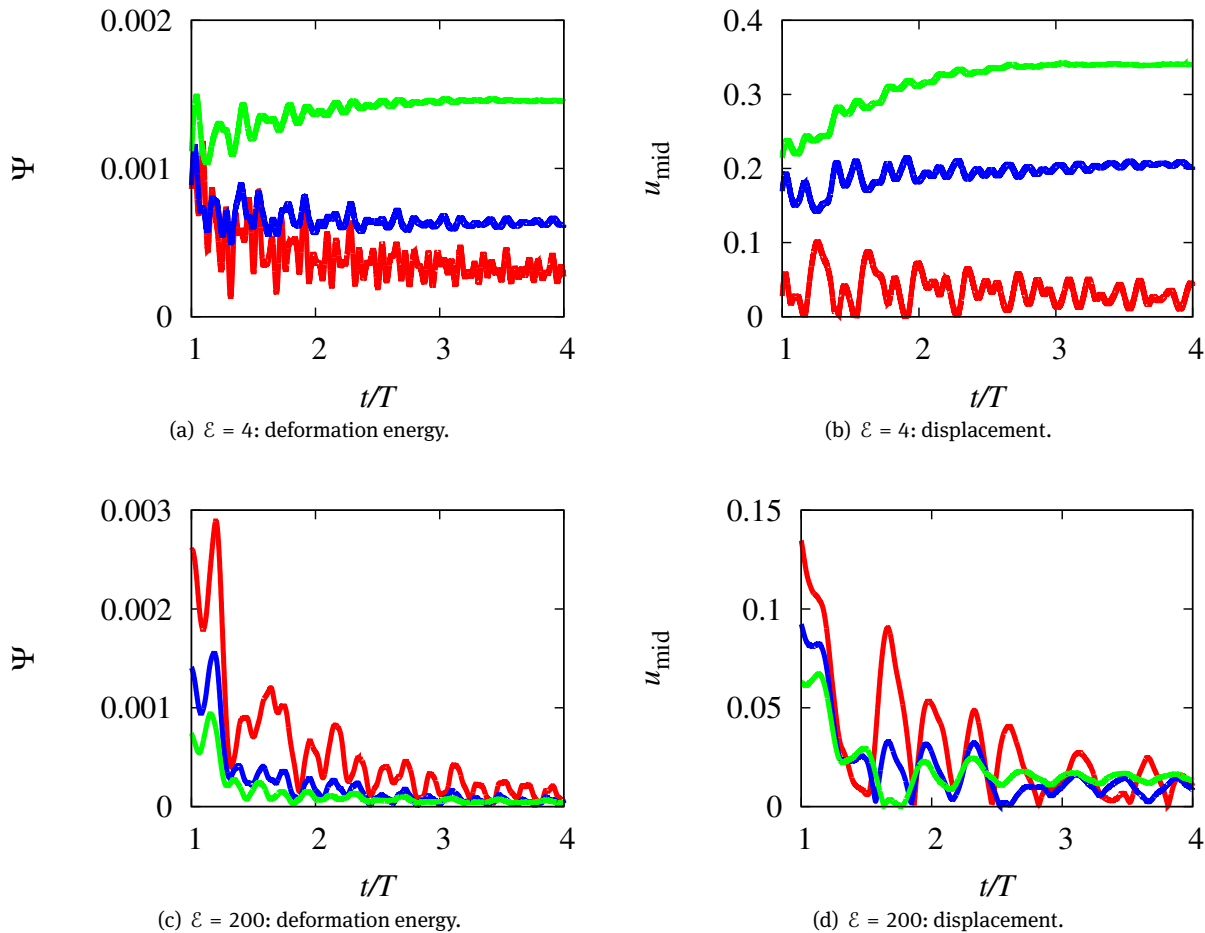 0.002
0.001
0
Ψ
1 2 3 4
t/T
(a) ℰ = 4: deformation energy.
0.4
0.3
0.2
0.1
0
u_mid
1 2 3 4
t/T
(b) ℰ = 4: displacement.
0.003
0.002
0.001
0
Ψ
1 2 3 4
t/T
(c) ℰ = 200: deformation energy.
0.15
0.1
0.05
0
u_mid
1 2 3 4
t/T
(d) ℰ = 200: displacement.